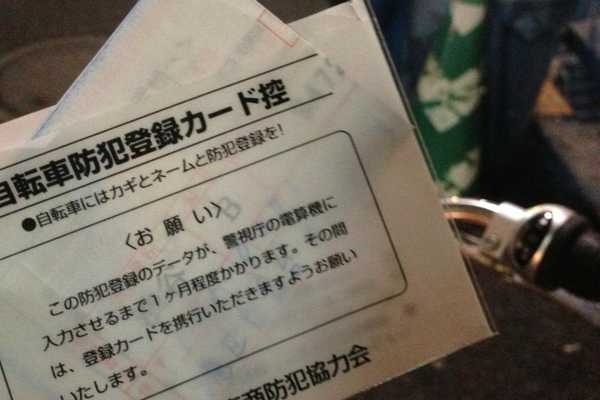 自転車防犯登録カード控
●自転車にはカギとネームと防犯登録を!
〈お願い〉
この防犯登録のデータが、警視庁の電算機に
入力させるまで1ヶ月程度かかります。その間
は、登録カードを携行いただきますようお願い
いたします。
商防犯協力会